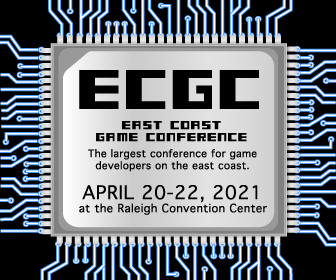 ECGC
EAST COAST
GAME CONFERENCE
The largest conference for game
developers on the east coast.
APRIL 20-22, 2021
at the Raleigh Convention Center